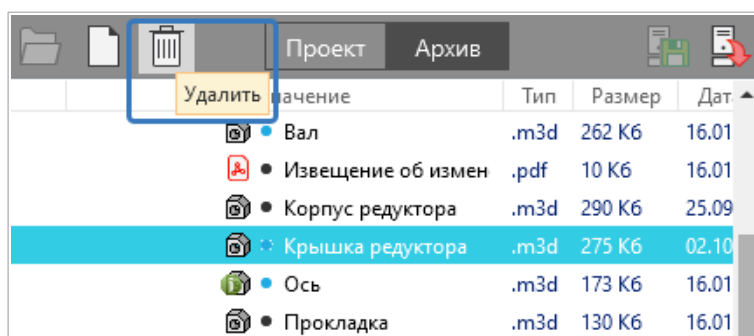 Проект Архив
Удалить начение Тип Размер Дат
Вал .m3d 262 Кб 16.01
Извещение об измен .pdf 10 Кб 16.01
Корпус редуктора .m3d 290 Кб 25.09
Крышка редуктора .m3d 275 Кб 02.10
Ось .m3d 173 Кб 16.01
Прокладка .m3d 130 Кб 16.01